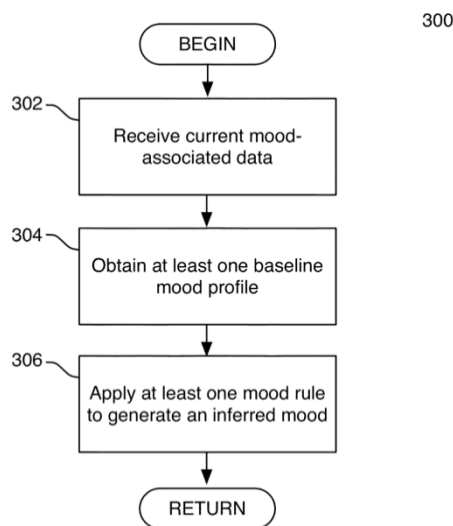 300
BEGIN
302
Receive current mood-
associated data
304
Obtain at least one baseline
mood profile
306
Apply at least one mood rule
to generate an inferred mood
RETURN